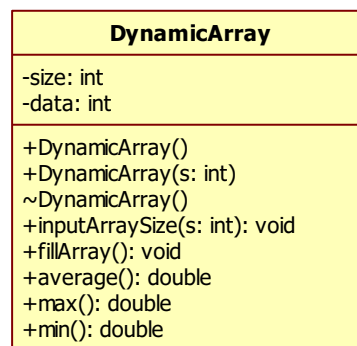 DynamicArray
-size: int
-data: int
+DynamicArray()
+DynamicArray(s: int)
~DynamicArray()
+inputArraySize(s: int): void
+fillArray(): void
+average(): double
+max(): double
+min(): double